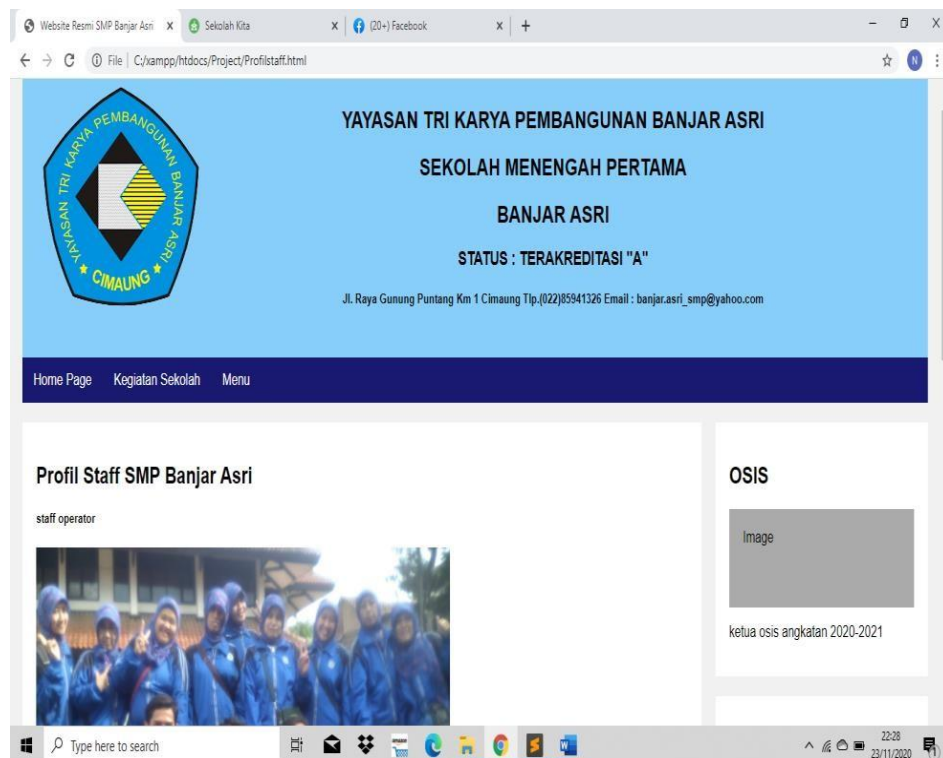 Website Resmi SMP Banjar Asri
Sekolah Kita
(20+) Facebook
File | C:/xampp/htdocs/Project/Profilstaff.html
N
YAYASAN TRI KARYA PEMBANGUNAN BANJAR ASRI
CIMAUNG
YAYASAN TRI KARYA PEMBANGUNAN BANJAR ASRI
SEKOLAH MENENGAH PERTAMA
BANJAR ASRI
STATUS : TERAKREDITASI "A"
Jl. Raya Gunung Puntang Km 1 Cimaung Tlp.(022)85941326 Email : banjar.asri_smp@yahoo.com
Home Page Kegiatan Sekolah Menu
Profil Staff SMP Banjar Asri
staff operator
OSIS
Image
ketua osis angkatan 2020-2021
Type here to search
22:28
23/11/2020